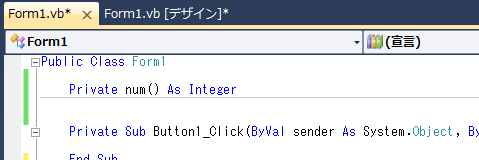 Form1.vb* Form1.vb [デザイン]*
Form1 (宣言)
Public Class Form1
Private num() As Integer
Private Sub Button1_Click(ByVal sender As System.Object, By
End Sub